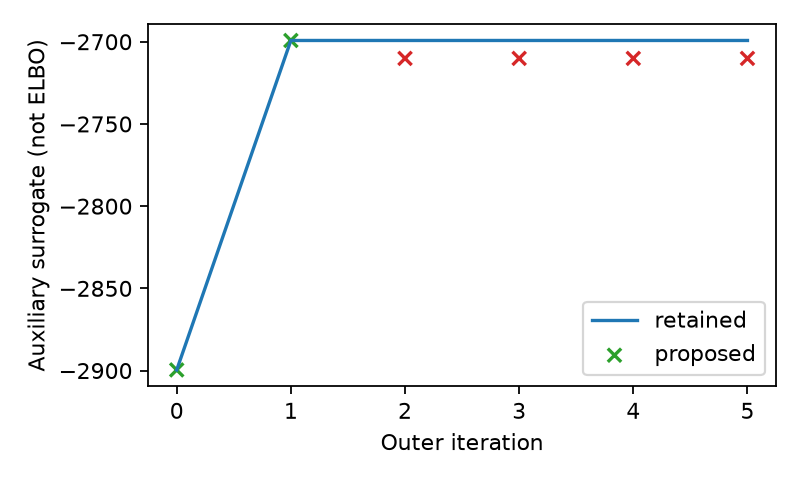 Auxiliary surrogate (not ELBO)
−2700
−2750
−2800
−2850
−2900
retained
proposed
0 1 2 3 4 5
Outer iteration